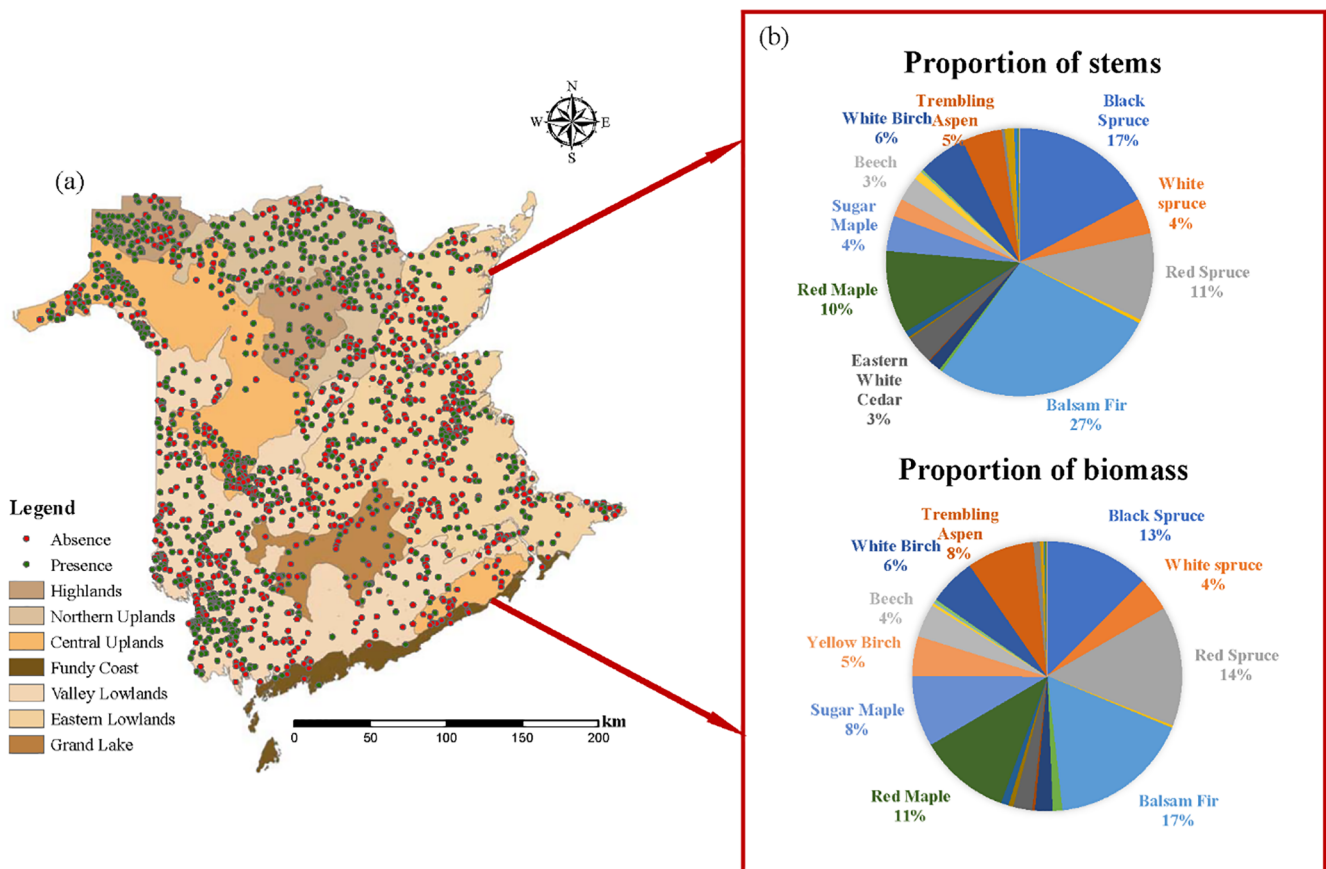 (a)
N
W
E
S
Legend
Absence
Presence
Highlands
Northern Uplands
Central Uplands
Fundy Coast
Valley Lowlands
Eastern Lowlands
Grand Lake
km
0
50
100
150
200
(b)
Proportion of stems
Black
Spruce
17%
White
spruce
4%
Red Spruce
11%
Balsam Fir
27%
Eastern
White
Cedar
3%
Red Maple
10%
Sugar
Maple
4%
Beech
3%
White Birch
6%
Trembling
Aspen
5%
Proportion of biomass
Black Spruce
13%
White spruce
4%
Red Spruce
14%
Balsam Fir
17%
Red Maple
11%
Sugar Maple
8%
Yellow Birch
5%
Beech
4%
White Birch
6%
Trembling
Aspen
8%